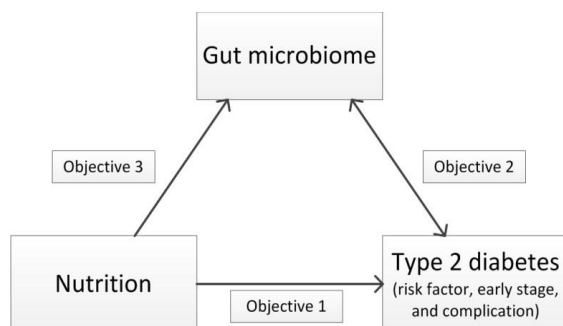 Gut microbiome
Objective 3
Objective 2
Nutrition
Objective 1
Type 2 diabetes
(risk factor, early stage,
and complication)